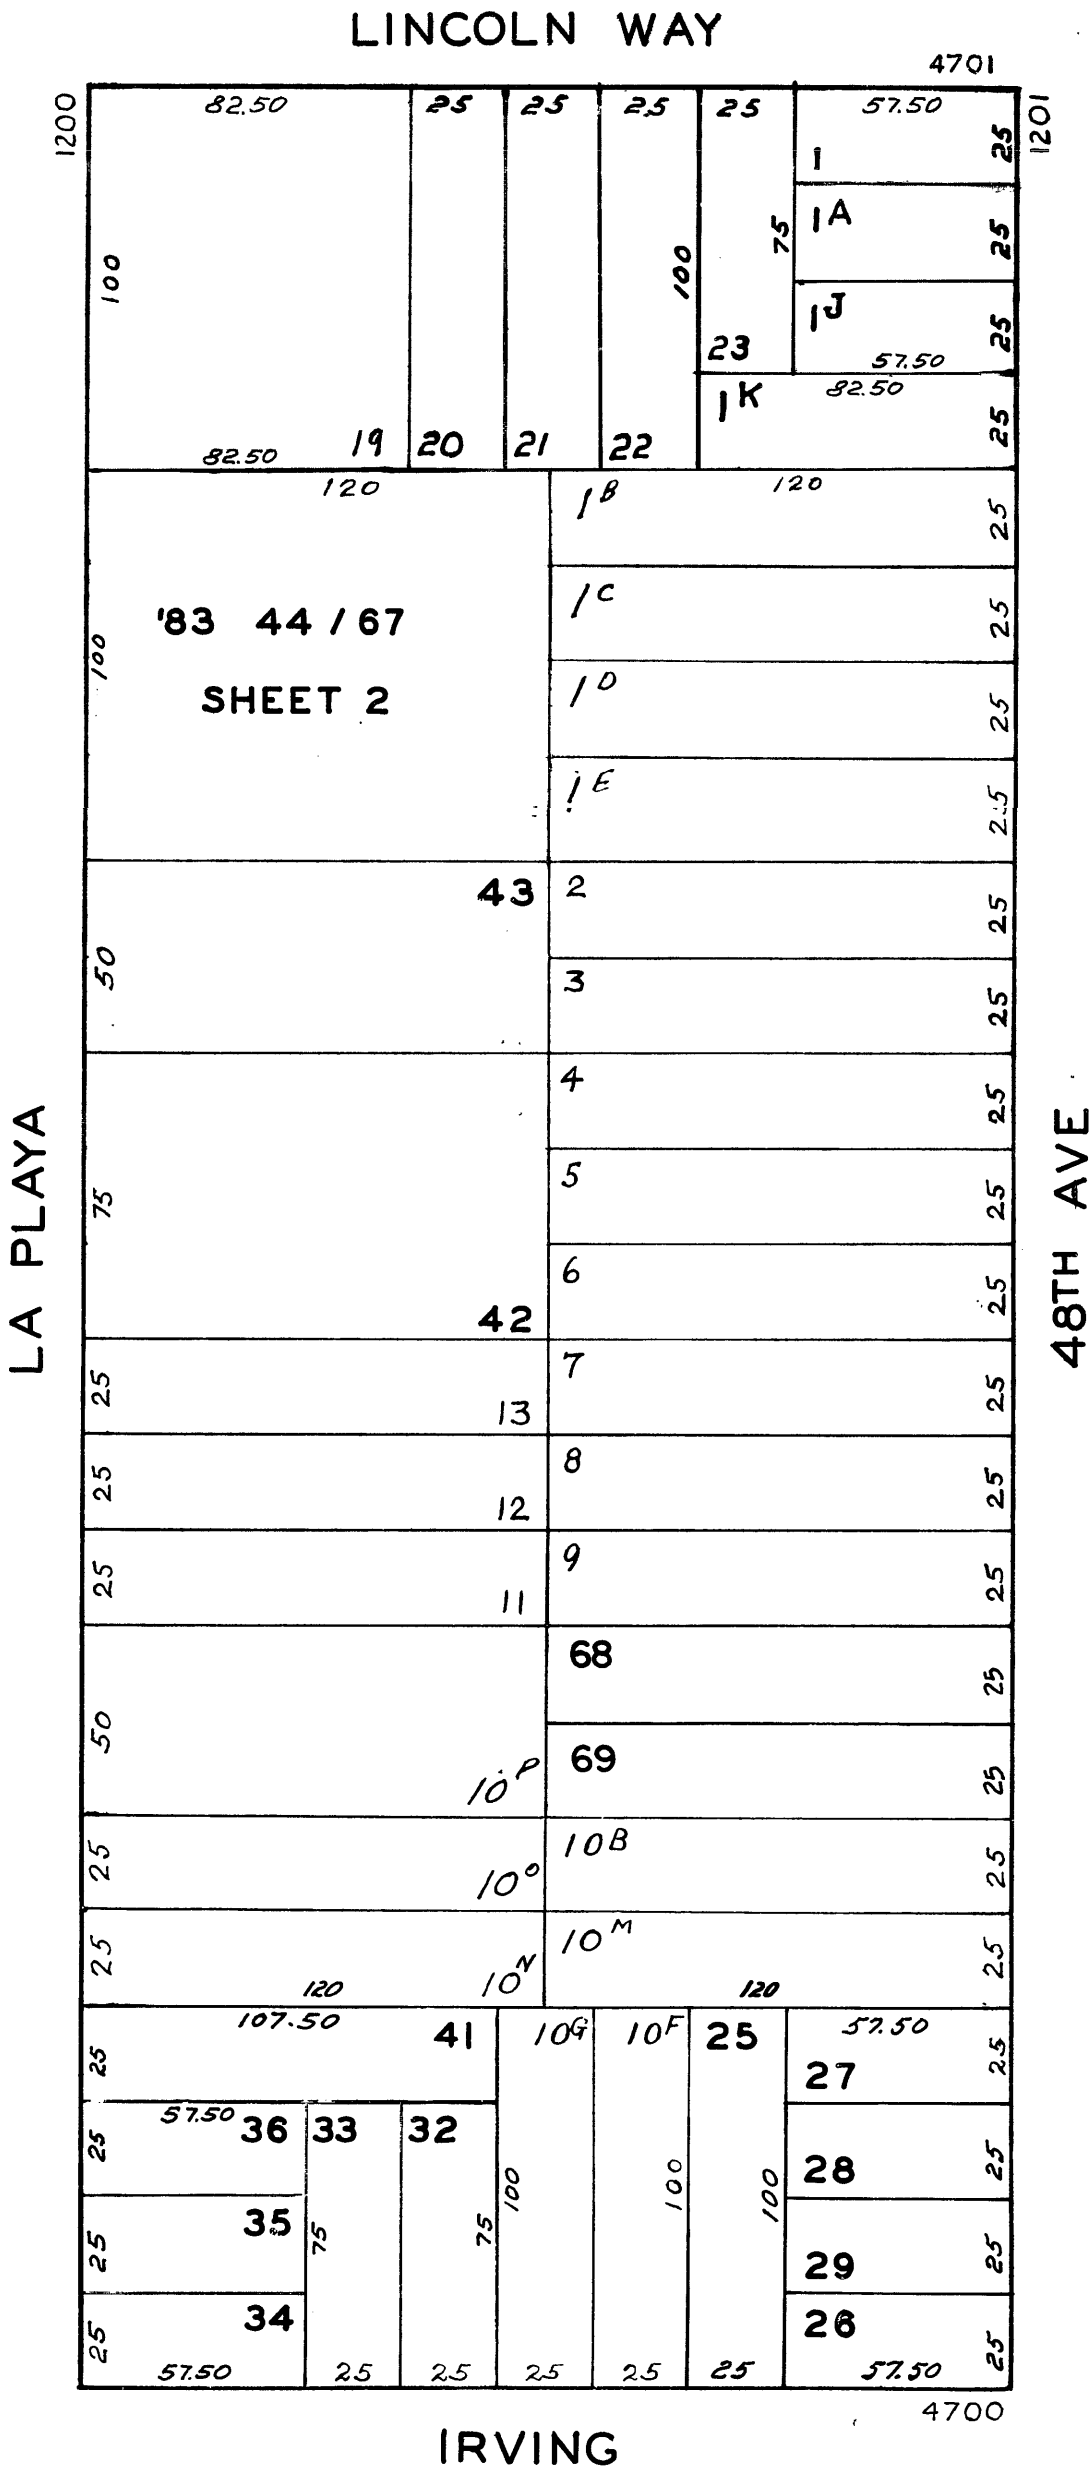 LINCOLN WAY
4701
1200
82.50 25 25 25 25 57.50
1201
1 25
1A 25
75
100 100
1J 25
23 57.50
82.50
1K 25
82.50 19 20 21 22
120 120
1B 25
'83 44 / 67
1C 25
100
SHEET 2
1D 25
1E 25
43 2 25
50
3 25
4 25
LA PLAYA
48TH AVE
75
5 25
6 25
42
25 7 25
13
25 8 25
12
25 9 25
11
68 25
50
69 25
10P
25 10B 25
10O
25 10M 25
10N
120 120
107.50 57.50
25 41 10G 10F 25 27 25
57.50
25 36 33 32 28 25
100 100 100
25 35 75 75 29 25
25 34 26 25
57.50 25 25 25 25 25 57.50
4700
IRVING